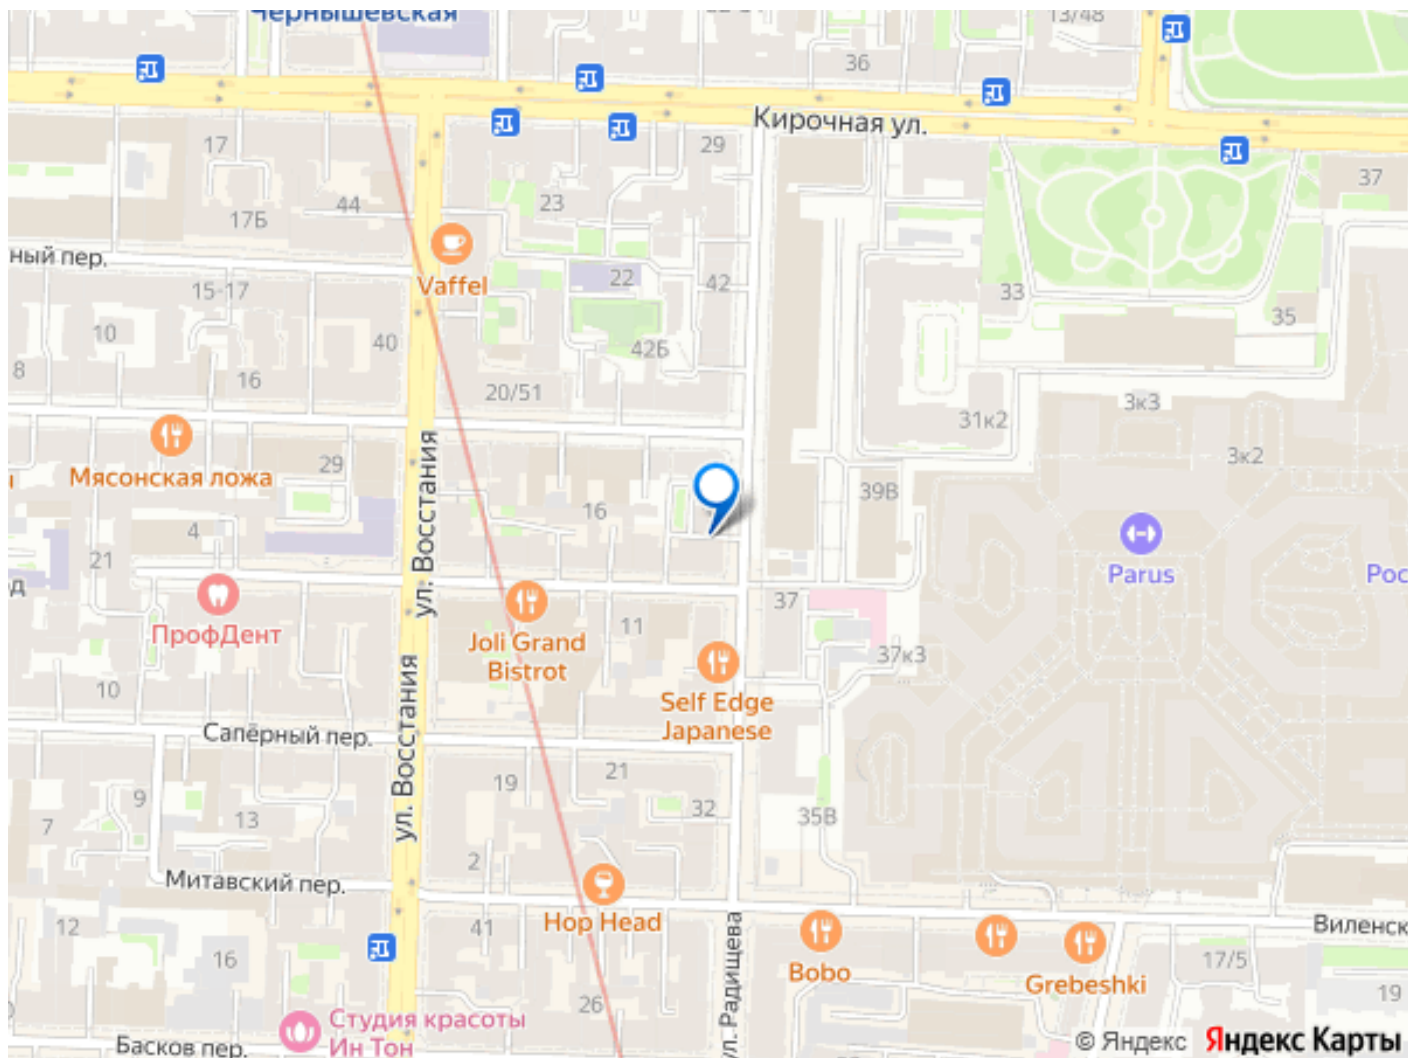 Чернышевская
13/48
36
Кирочная ул.
17
29
37
44
23
17Б
ный пер.
Vaffel
22
42
15-17
33
35
10
40
42Б
8
16
20/51
3к3
31к2
3к2
ул. Восстания
29
Мясонская ложа
39В
16
4
21
Parus
Рос
37
ПрофДент
11
Joli Grand
Bistrot
37к3
10
Self Edge
Japanese
Сапёрный пер.
ул. Восстания
19
21
9
32
7
13
35В
2
Митавский пер.
Hop Head
12
41
ул. Радищева
Виленск
16
Bobo
Grebeshki
17/5
19
26
Студия красоты
Ин Тон
Басков пер.
© Яндекс Яндекс Карты